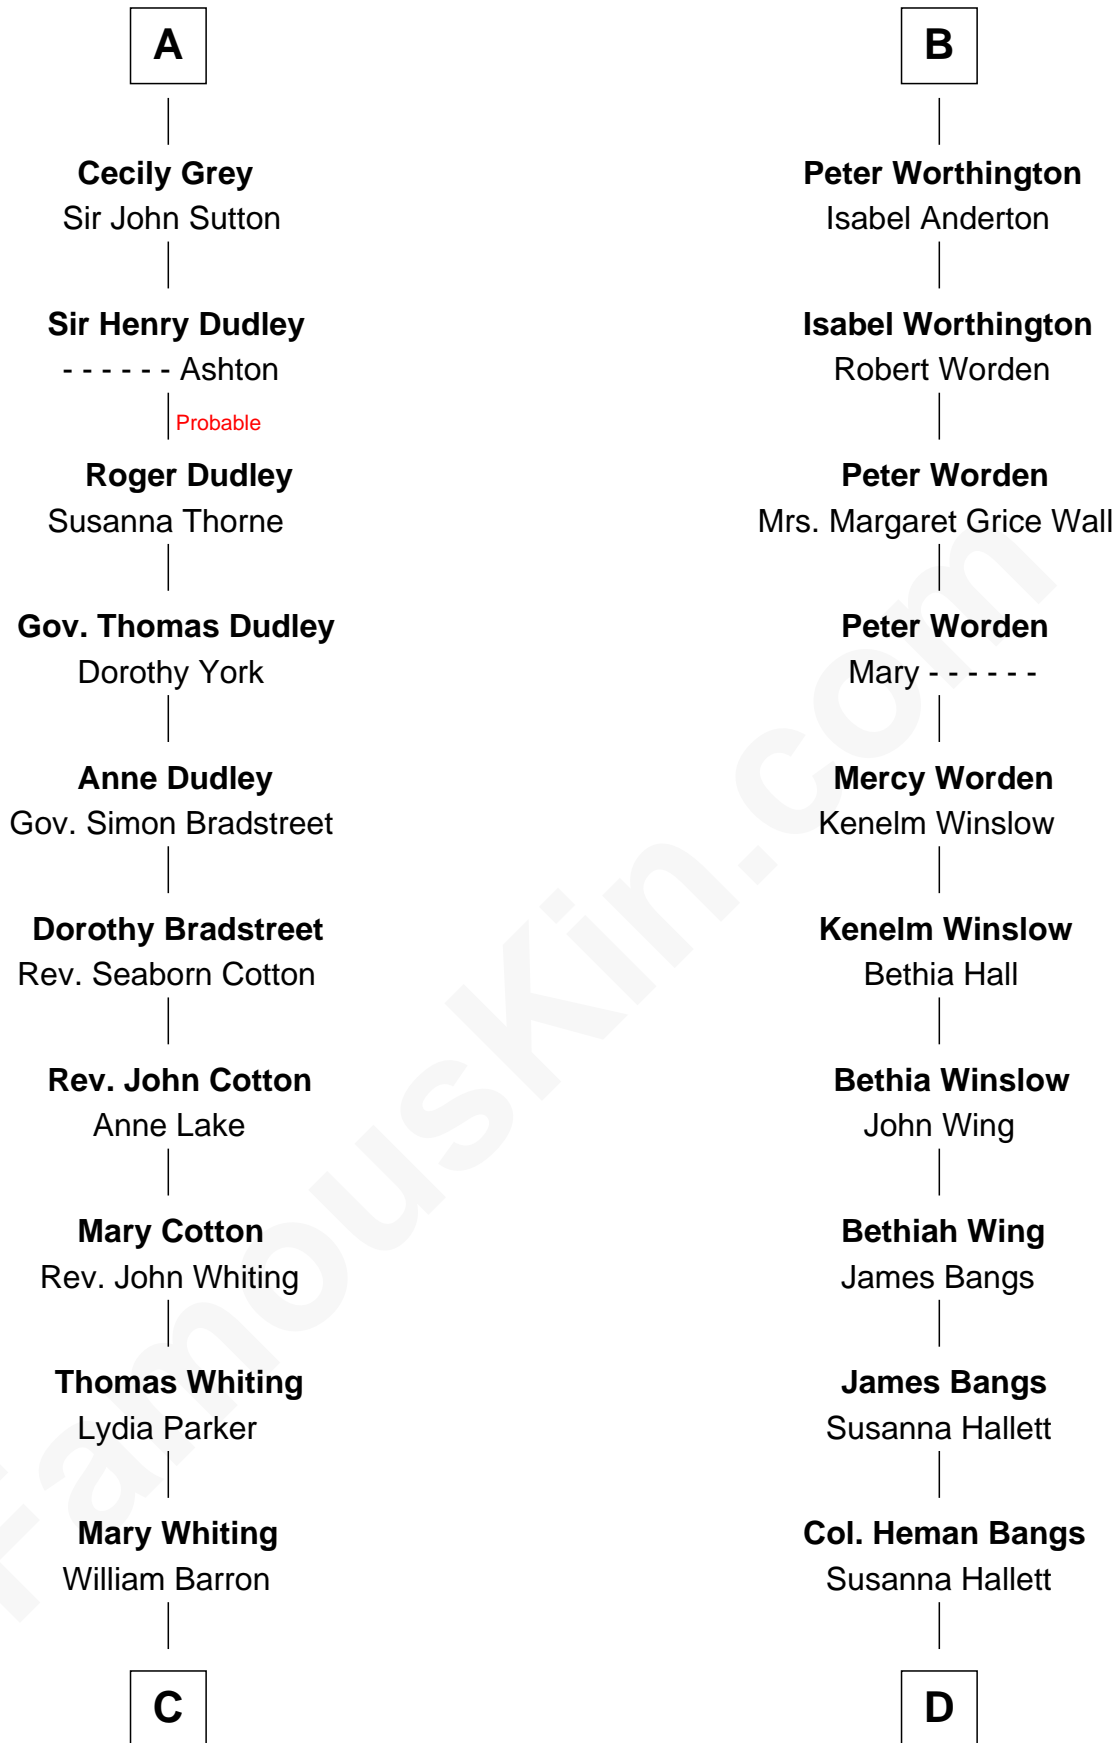 A
Cecily Grey
Sir John Sutton
Sir Henry Dudley
- - - - - - Ashton
Probable
Roger Dudley
Susanna Thorne
Gov. Thomas Dudley
Dorothy York
Anne Dudley
Gov. Simon Bradstreet
Dorothy Bradstreet
Rev. Seaborn Cotton
Rev. John Cotton
Anne Lake
Mary Cotton
Rev. John Whiting
Thomas Whiting
Lydia Parker
Mary Whiting
William Barron
C
B
Peter Worthington
Isabel Anderton
Isabel Worthington
Robert Worden
Peter Worden
Mrs. Margaret Grice Wall
Peter Worden
Mary - - - - - -
Mercy Worden
Kenelm Winslow
Kenelm Winslow
Bethia Hall
Bethia Winslow
John Wing
Bethiah Wing
James Bangs
James Bangs
Susanna Hallett
Col. Heman Bangs
Susanna Hallett
D
FamousKin.com